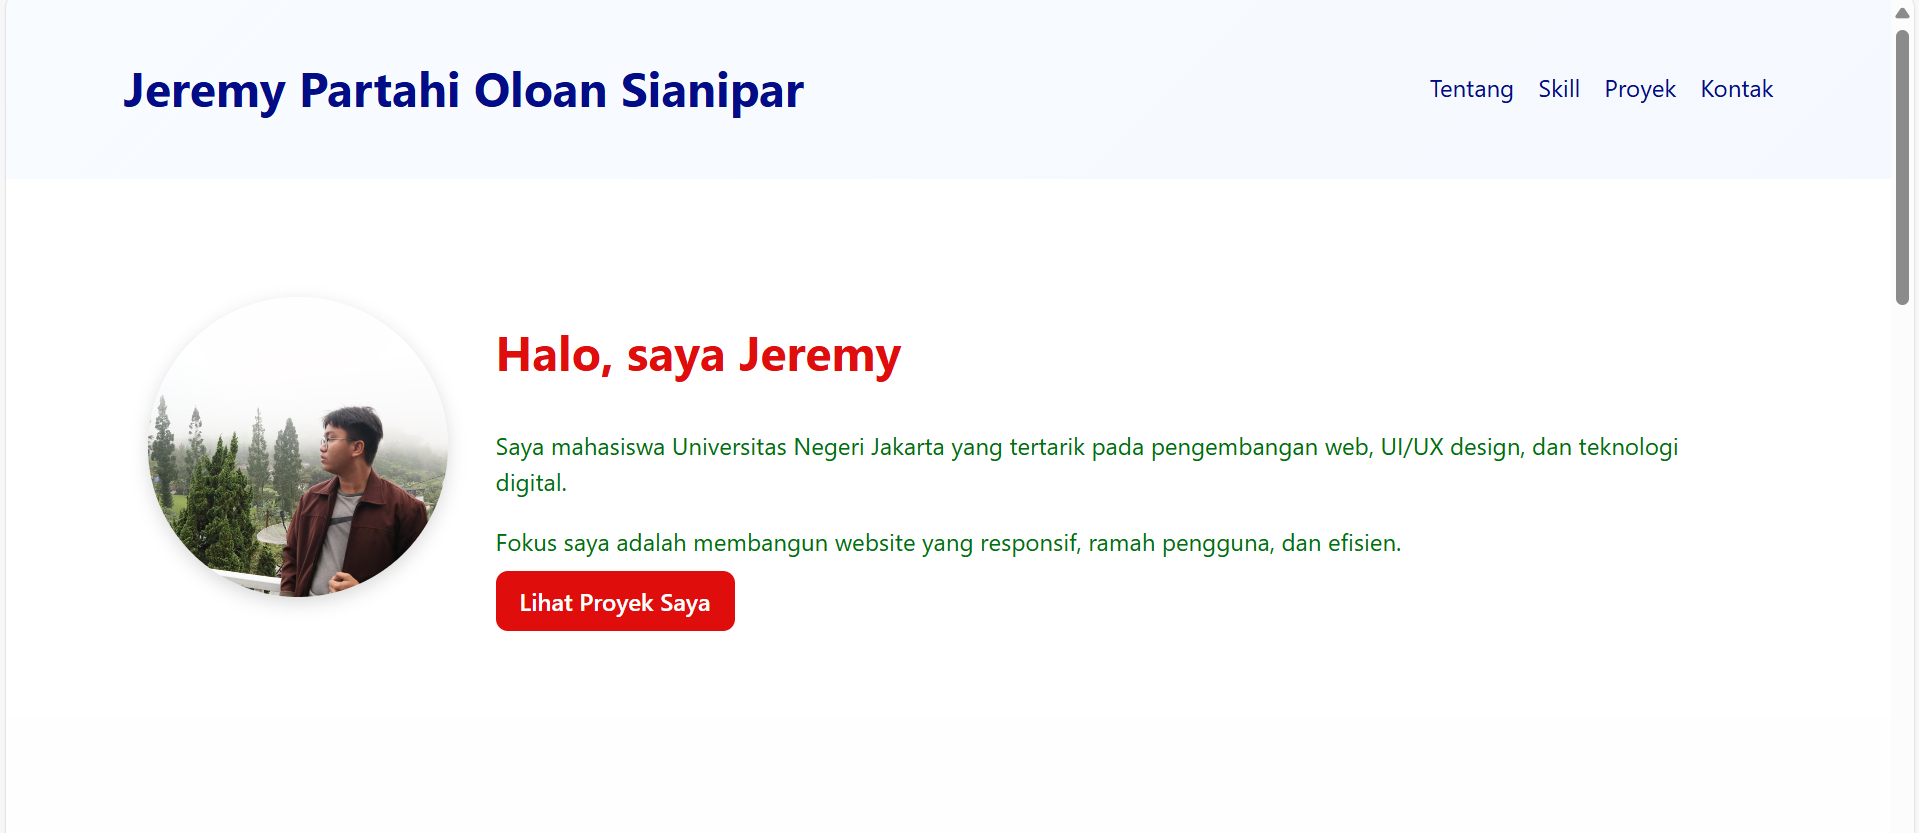 Jeremy Partahi Oloan Sianipar
Tentang Skill Proyek Kontak
Halo, saya Jeremy
Saya mahasiswa Universitas Negeri Jakarta yang tertarik pada pengembangan web, UI/UX design, dan teknologi
digital.
Fokus saya adalah membangun website yang responsif, ramah pengguna, dan efisien.
Lihat Proyek Saya